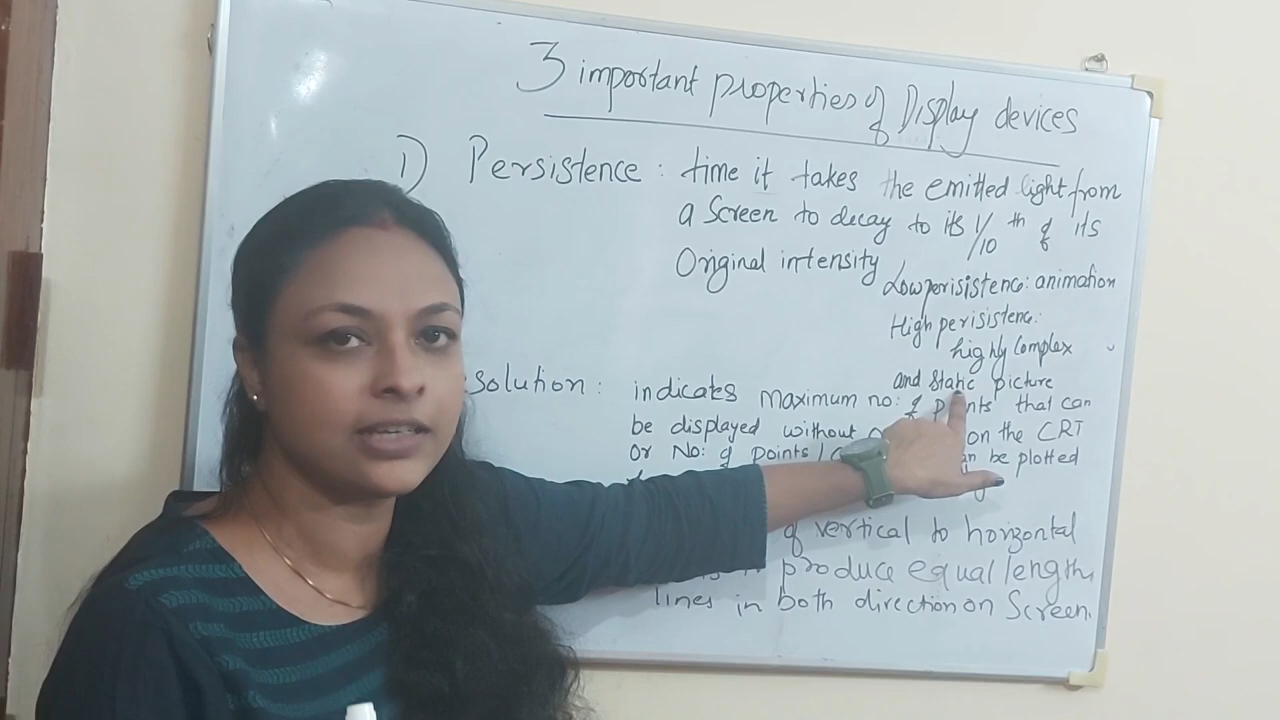 3 important properties of Display devices
1) Persistence : time it takes the emitted light from
a Screen to decay to its 1/10 th of its
Original intensity
Low perisistence: animation
High perisistence:
highly Complex
and Static picture
solution : indicates maximum no: of points that can
be displayed without on the CRT
or No: of points / can be plotted
of vertical to horizontal
produce equal length
lines in both direction on Screen.